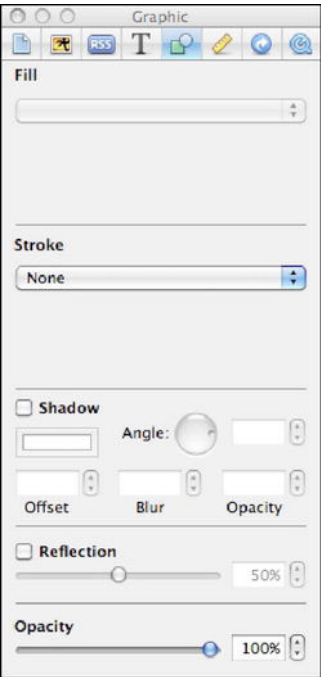 Graphic
RSS T
Fill
Stroke
None
Shadow
Angle:
Offset Blur Opacity
Reflection
50%
Opacity
100%